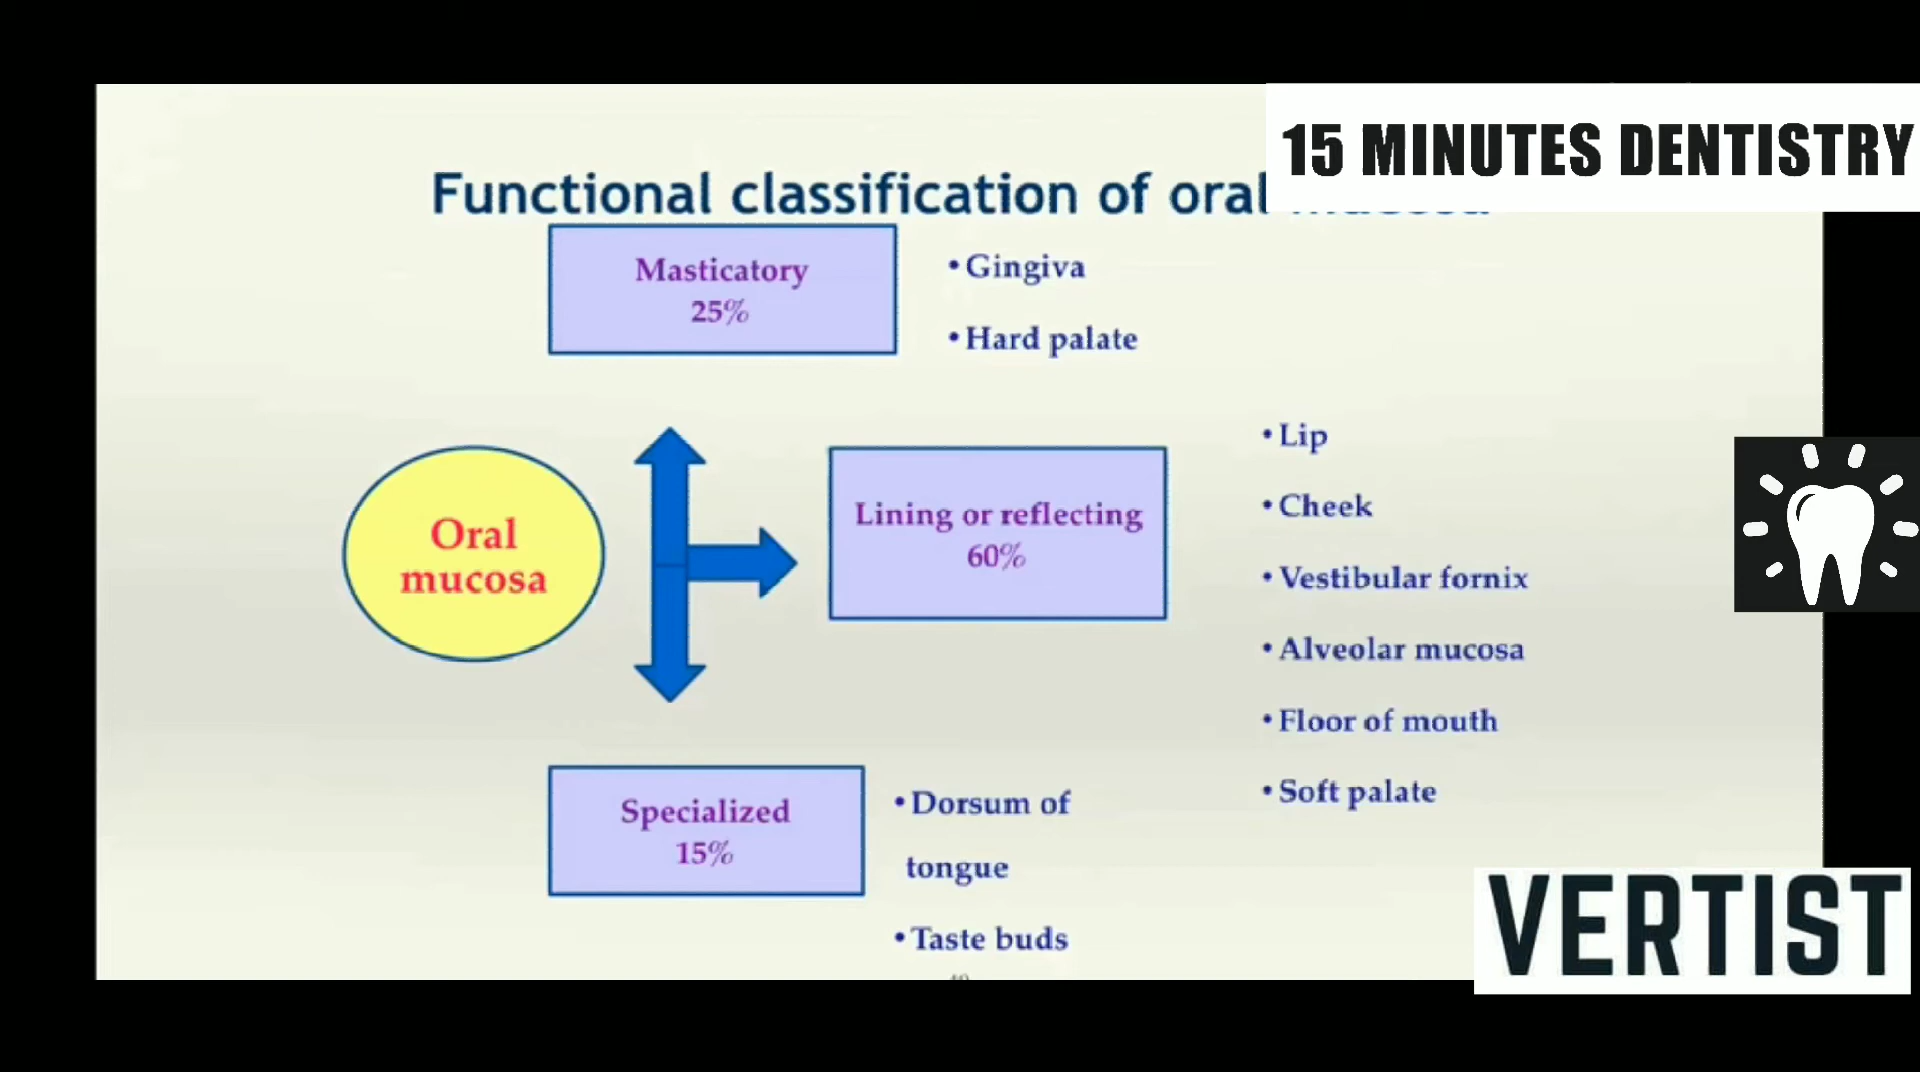 15 MINUTES DENTISTRY
Functional classification of oral
Masticatory
25%
• Gingiva
• Hard palate
Oral
mucosa
Lining or reflecting
60%
• Lip
• Cheek
• Vestibular fornix
• Alveolar mucosa
• Floor of mouth
• Soft palate
Specialized
15%
• Dorsum of
tongue
• Taste buds
VERTIST